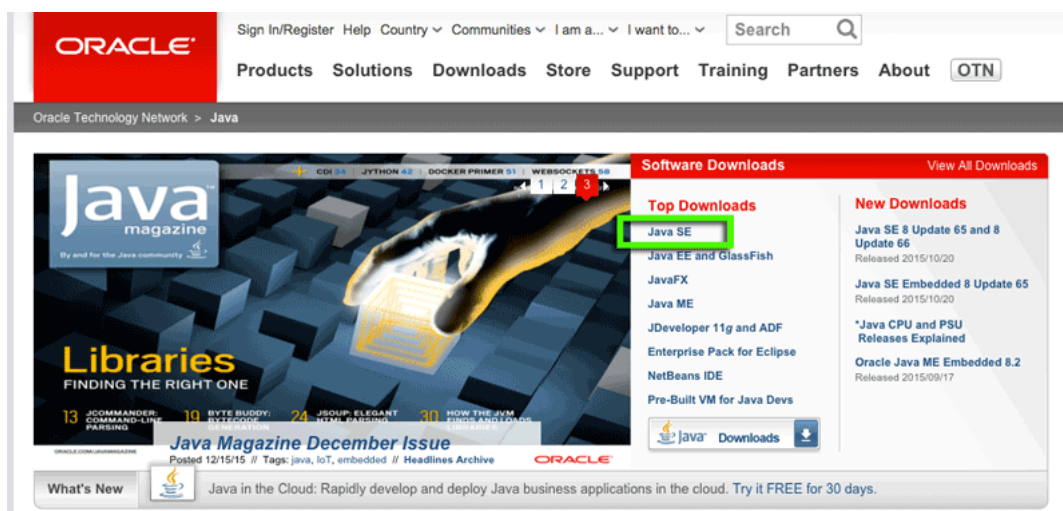 ORACLE
Sign In/Register Help Country Communities I am a... I want to... Search
Products Solutions Downloads Store Support Training Partners About OTN
Oracle Technology Network > Java
CDI 34 | JYTHON 42 | DOCKER PRIMER 51 | WEBSOCKETS 58
1 2 3
Java™
magazine
By and for the Java community
Libraries
FINDING THE RIGHT ONE
13 JCOMMANDER: COMMAND-LINE PARSING
19 BYTE BUDDY: BYTECODE GENERATION
24 JSOUP: ELEGANT HTML PARSING
30 HOW THE JVM FINDS AND LOADS LIBRARIES
ORACLE.COM/JAVAMAGAZINE
Java Magazine December Issue
Posted 12/15/15 // Tags: java, IoT, embedded // Headlines Archive
ORACLE
Software Downloads
View All Downloads
Top Downloads
Java SE
Java EE and GlassFish
JavaFX
Java ME
JDeveloper 11g and ADF
Enterprise Pack for Eclipse
NetBeans IDE
Pre-Built VM for Java Devs
Java Downloads
New Downloads
Java SE 8 Update 65 and 8
Update 66
Released 2015/10/20
Java SE Embedded 8 Update 65
Released 2015/10/20
*Java CPU and PSU
Releases Explained
Oracle Java ME Embedded 8.2
Released 2015/09/17
What's New
Java in the Cloud: Rapidly develop and deploy Java business applications in the cloud. Try it FREE for 30 days.